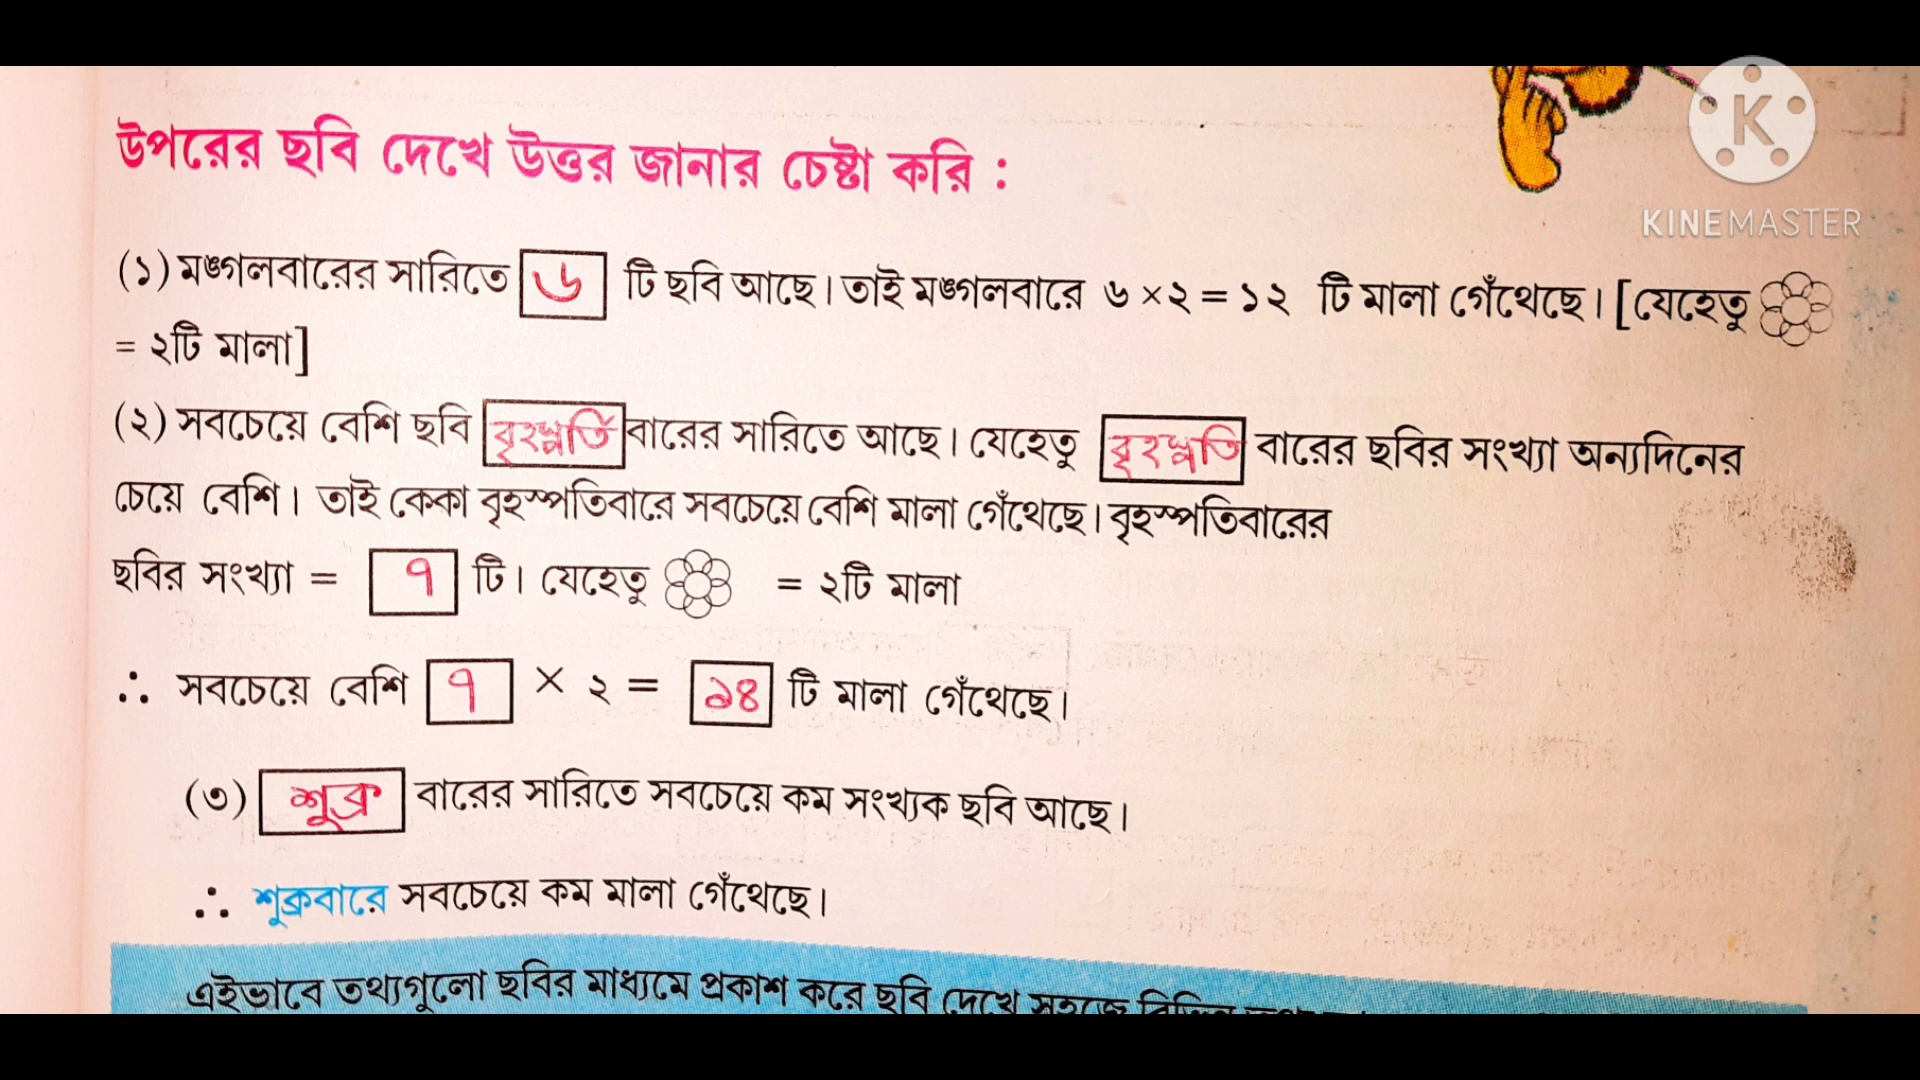 উপরের ছবি দেখে উত্তর জানার চেষ্টা করি :
KINEMASTER
(১) মঙ্গলবারের সারিতে ৬ টি ছবি আছে। তাই মঙ্গলবারে ৬ × ২ = ১২ টি মালা গেঁথেছে। [যেহেতু
= ২টি মালা]
(২) সবচেয়ে বেশি ছবি বৃহস্পতি বারের সারিতে আছে। যেহেতু বৃহস্পতি বারের ছবির সংখ্যা অন্যদিনের
চেয়ে বেশি। তাই কেকা বৃহস্পতিবারে সবচেয়ে বেশি মালা গেঁথেছে। বৃহস্পতিবারের
ছবির সংখ্যা = ৭ টি। যেহেতু = ২টি মালা
∴ সবচেয়ে বেশি ৭ × ২ = ১৪ টি মালা গেঁথেছে।
(৩) শুক্র বারের সারিতে সবচেয়ে কম সংখ্যক ছবি আছে।
∴ শুক্রবারে সবচেয়ে কম মালা গেঁথেছে।
এইভাবে তথ্যগুলো ছবির মাধ্যমে প্রকাশ করে ছবি দেখে সহজে বিভিন্ন